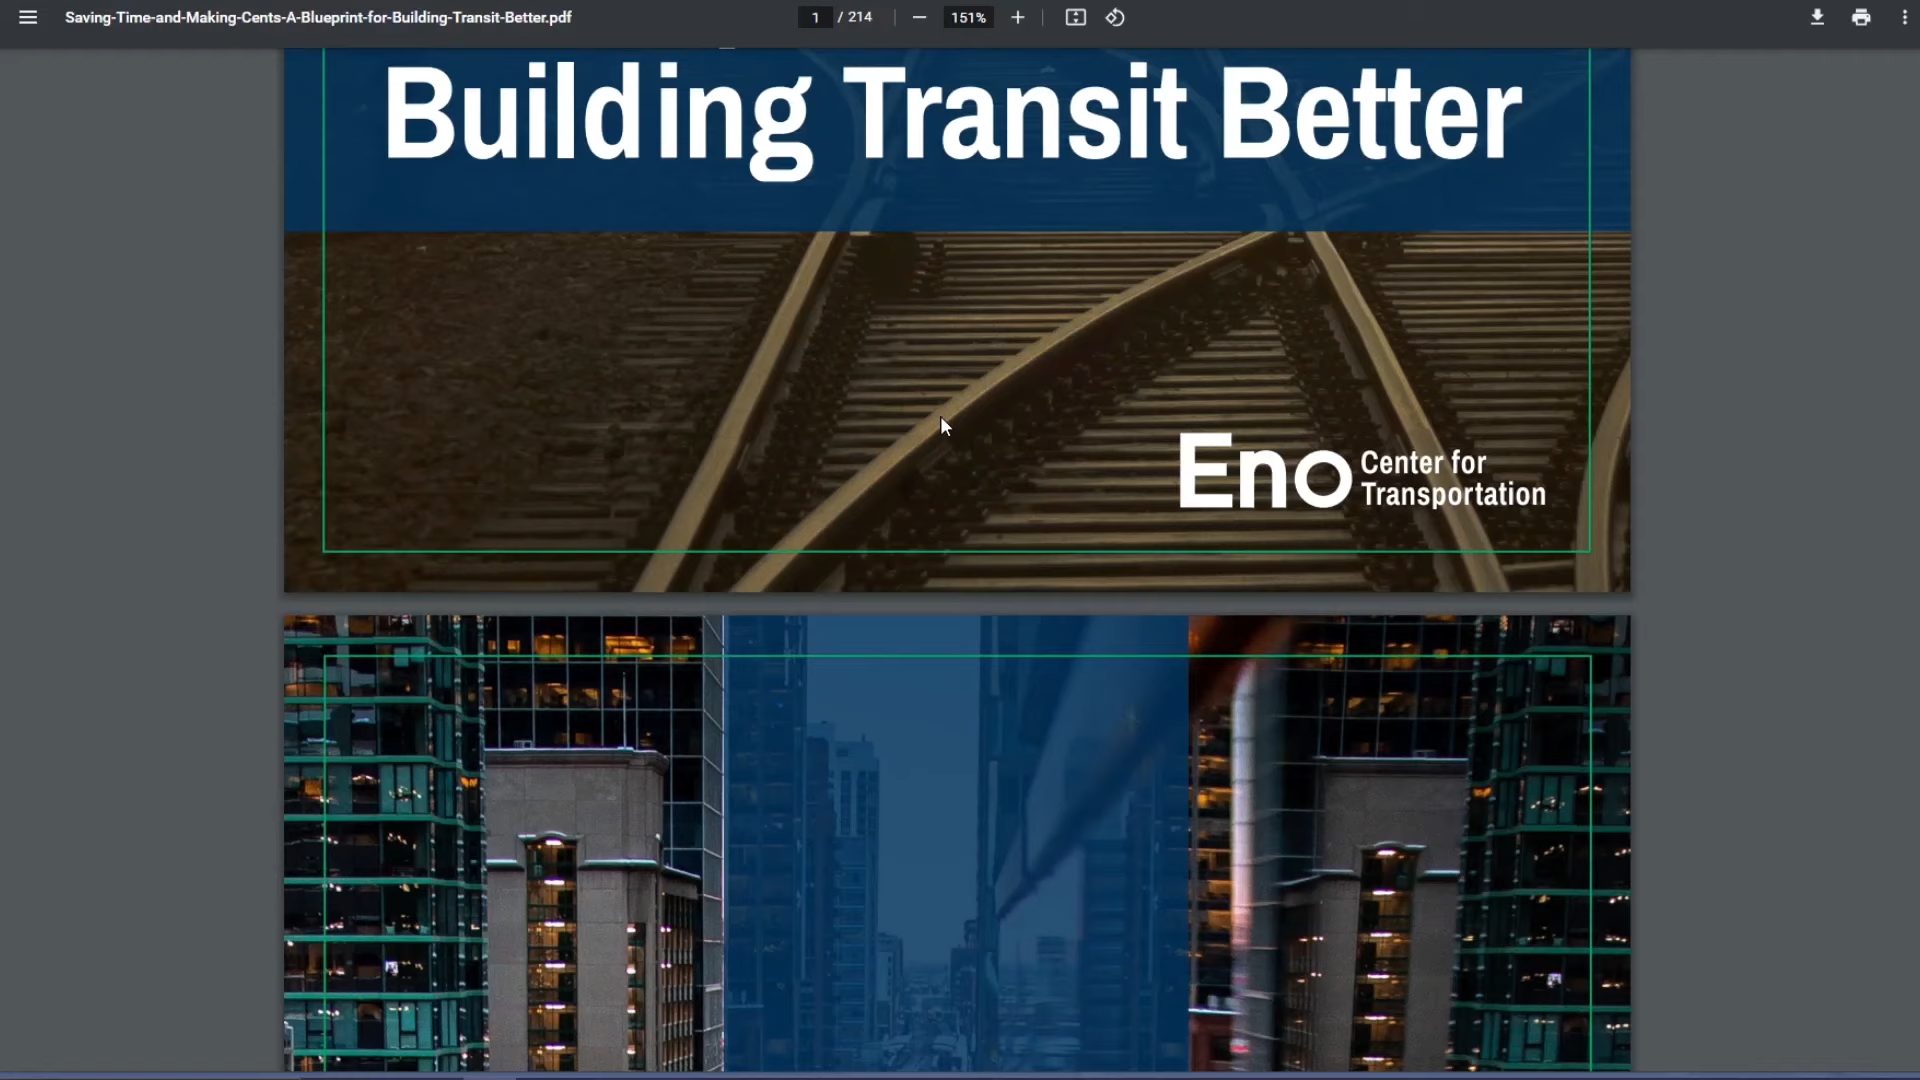 Saving-Time-and-Making-Cents-A-Blueprint-for-Building-Transit-Better.pdf
1 / 214
151%
Building Transit Better
Eno Center for
Transportation